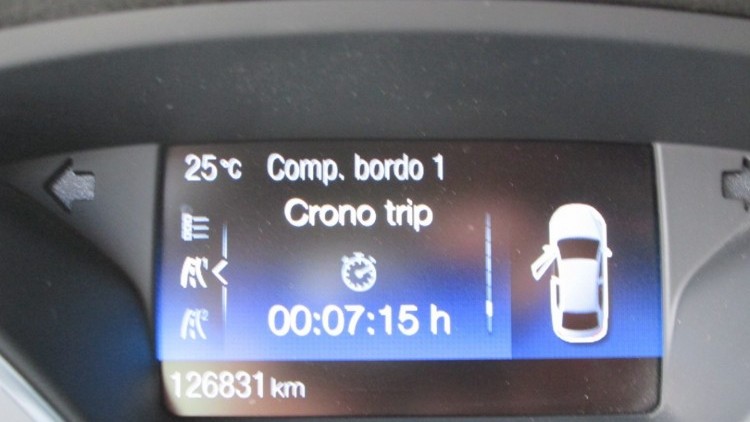 25°C Comp. bordo 1
Crono trip
00:07:15 h
126831 km